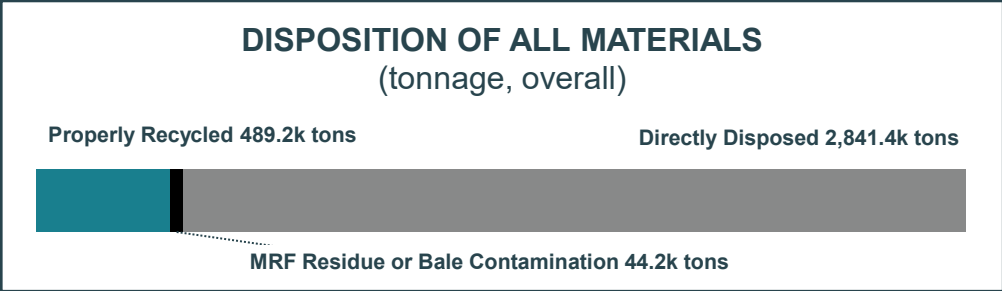 DISPOSITION OF ALL MATERIALS
(tonnage, overall)
Properly Recycled 489.2k tons
Directly Disposed 2,841.4k tons
MRF Residue or Bale Contamination 44.2k tons